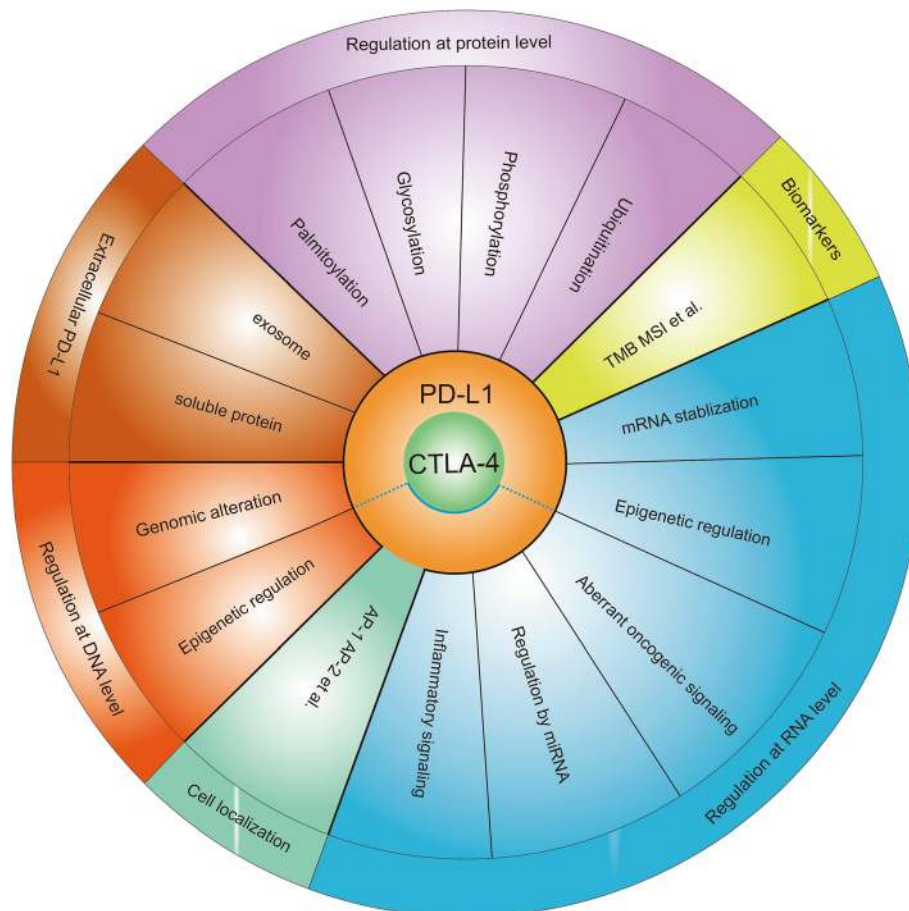 Regulation at protein level
Palmitoylation
Glycosylation
Phosphorylation
Ubiquitination
Biomarkers
TMB MSI et al.
mRNA stablization
Epigenetic regulation
Aberrant oncogenic signaling
Regulation by miRNA
Inflammatory signaling
Regulation at RNA level
AP-1 AP-2 et al.
Cell localization
Epigenetic regulation
Genomic alteration
Regulation at DNA level
soluble protein
exosome
Extracellular PD-L1
PD-L1
CTLA-4